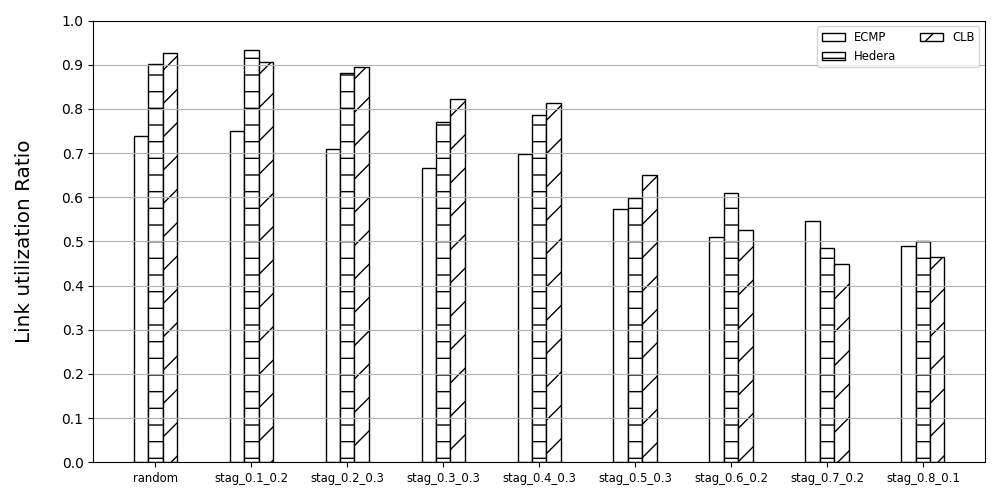 Link utilization Ratio
1.0
0.9
0.8
0.7
0.6
0.5
0.4
0.3
0.2
0.1
0.0
ECMP
Hedera
CLB
random stag_0.1_0.2 stag_0.2_0.3 stag_0.3_0.3 stag_0.4_0.3 stag_0.5_0.3 stag_0.6_0.2 stag_0.7_0.2 stag_0.8_0.1